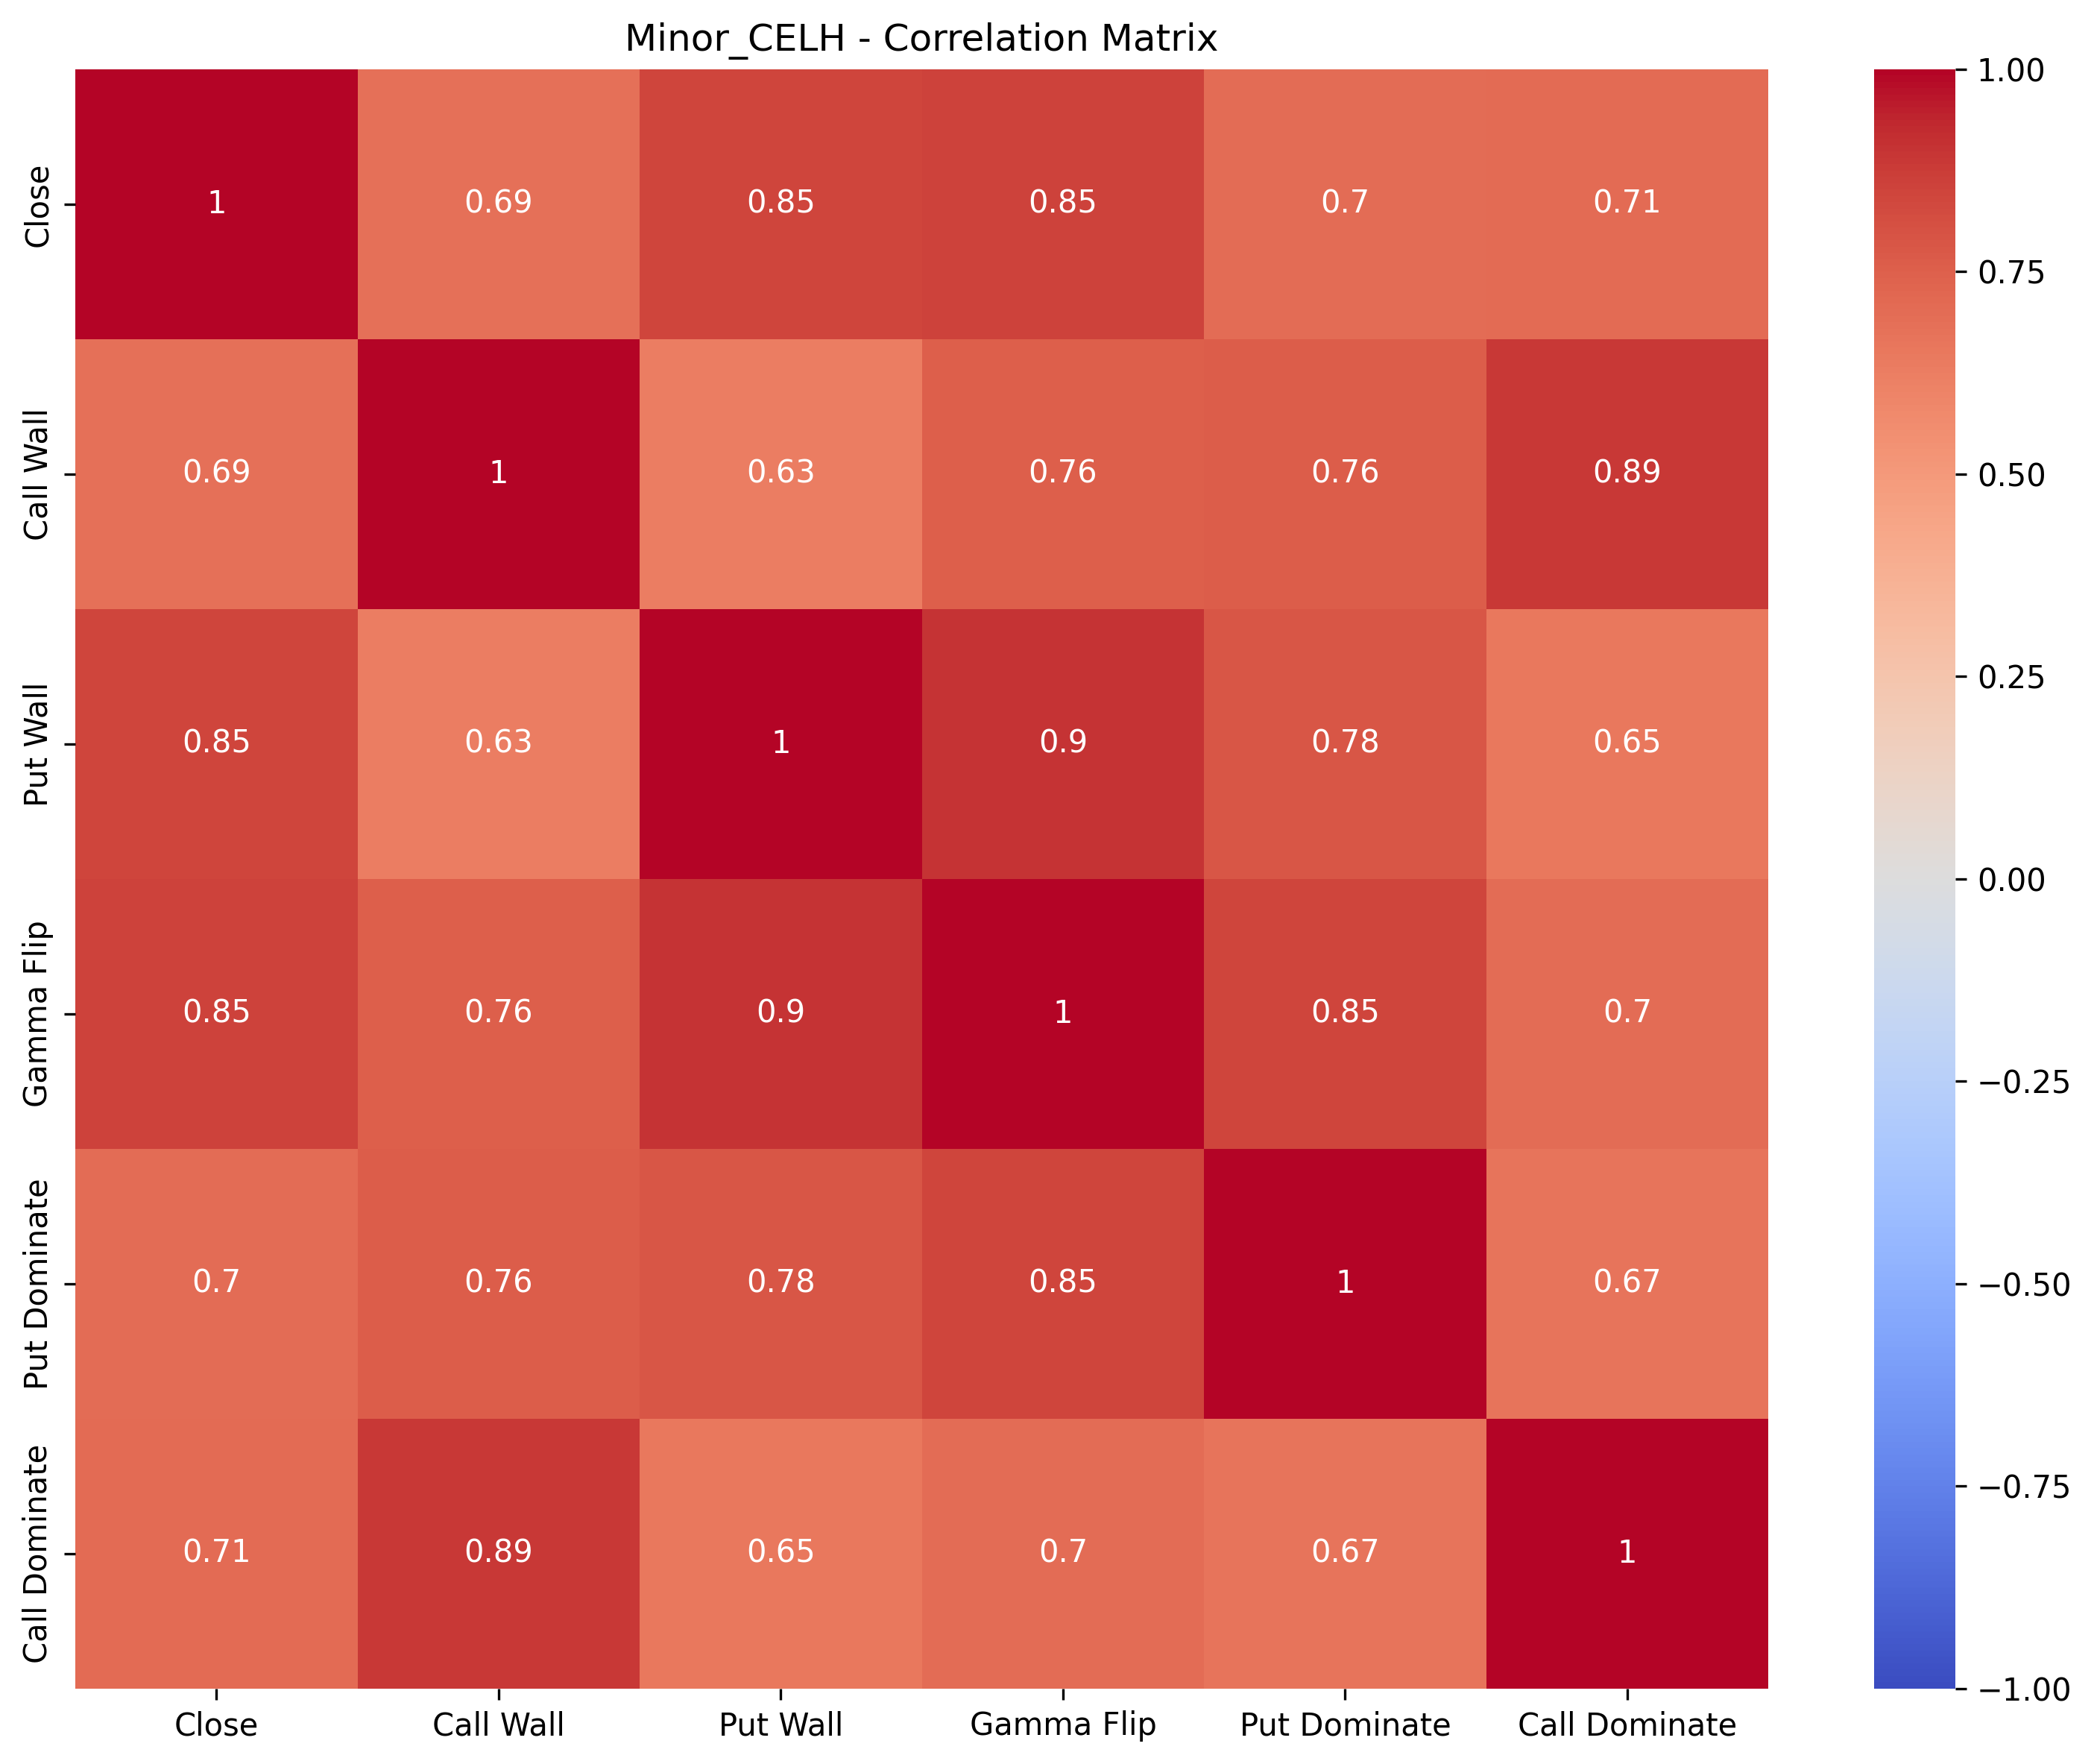 Minor_CELH - Correlation Matrix
Close 1 0.69 0.85 0.85 0.7 0.71
Call Wall 0.69 1 0.63 0.76 0.76 0.89
Put Wall 0.85 0.63 1 0.9 0.78 0.65
Gamma Flip 0.85 0.76 0.9 1 0.85 0.7
Put Dominate 0.7 0.76 0.78 0.85 1 0.67
Call Dominate 0.71 0.89 0.65 0.7 0.67 1
Close Call Wall Put Wall Gamma Flip Put Dominate Call Dominate
1.00
0.75
0.50
0.25
0.00
−0.25
−0.50
−0.75
−1.00